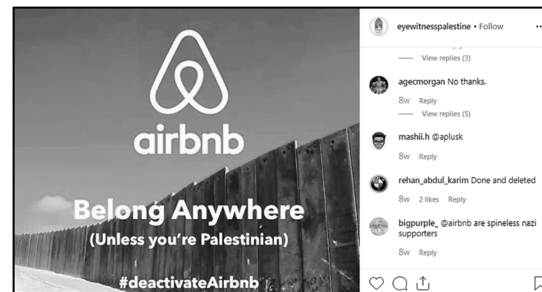 airbnb
Belong Anywhere
(Unless you're Palestinian)
#deactivateAirbnb
eyewitnesspalestine • Follow
View replies (3)
agecmorgan No thanks.
8w Reply
View replies (5)
mashii.h @aplusk
8w Reply
rehan_abdul_karim Done and deleted
8w 2 likes Reply
bigpurple_ @airbnb are spineless nazi
supporters
8w Reply